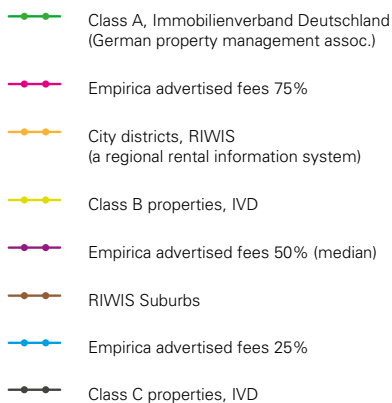 Class A, Immobilienverband Deutschland
(German property management assoc.)
Empirica advertised fees 75%
City districts, RIWIS
(a regional rental information system)
Class B properties, IVD
Empirica advertised fees 50% (median)
RIWIS Suburbs
Empirica advertised fees 25%
Class C properties, IVD